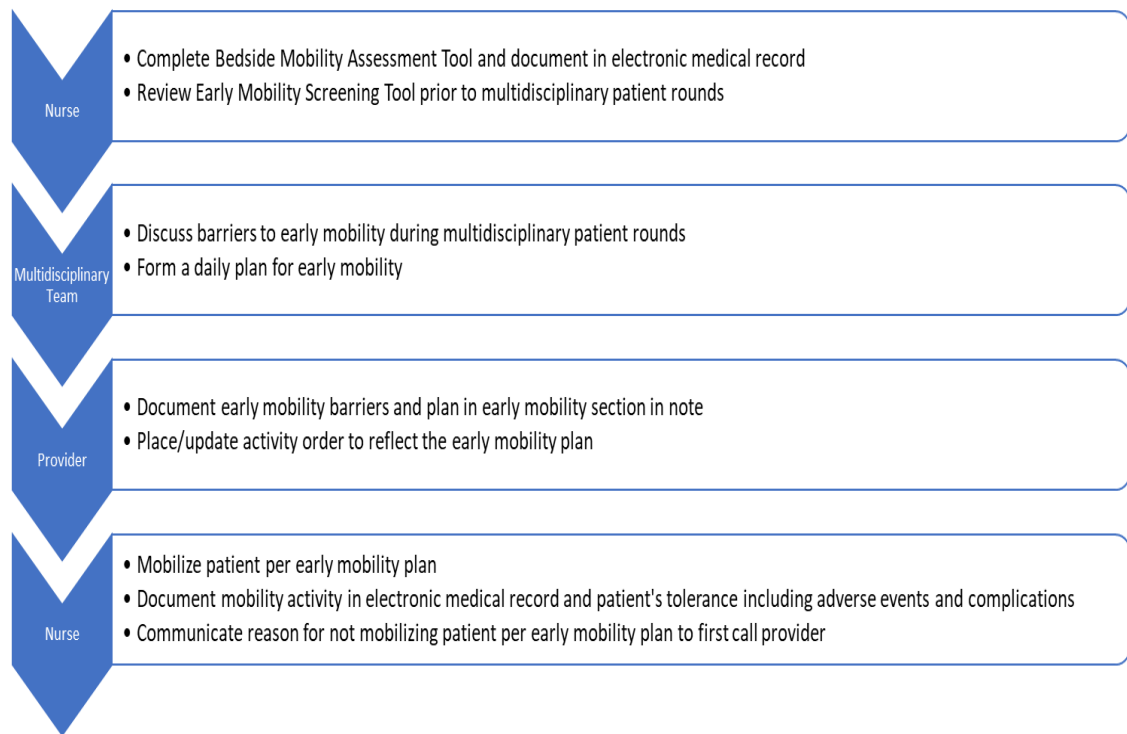 Nurse
• Complete Bedside Mobility Assessment Tool and document in electronic medical record
• Review Early Mobility Screening Tool prior to multidisciplinary patient rounds
Multidisciplinary
Team
• Discuss barriers to early mobility during multidisciplinary patient rounds
• Form a daily plan for early mobility
Provider
• Document early mobility barriers and plan in early mobility section in note
• Place/update activity order to reflect the early mobility plan
Nurse
• Mobilize patient per early mobility plan
• Document mobility activity in electronic medical record and patient's tolerance including adverse events and complications
• Communicate reason for not mobilizing patient per early mobility plan to first call provider